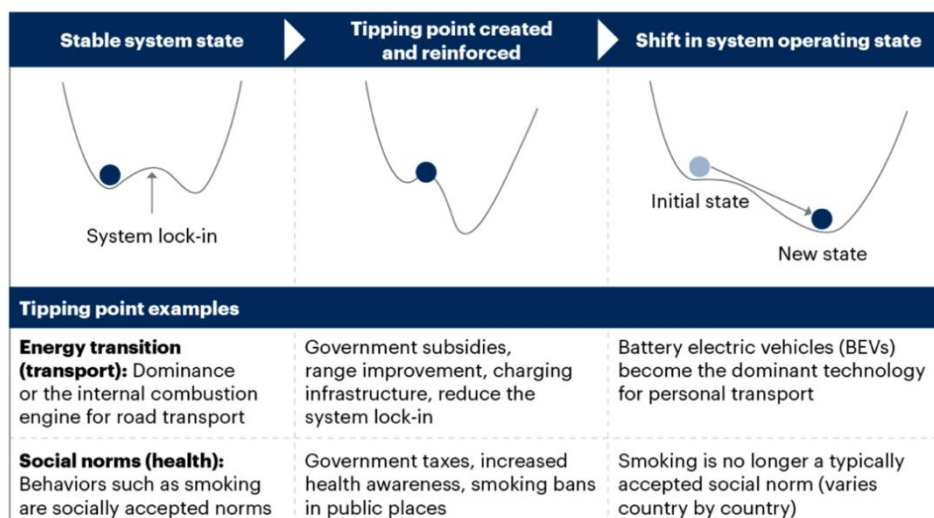 Stable system state
Tipping point created
and reinforced
Shift in system operating state
System lock-in
Initial state
New state
Tipping point examples
Energy transition
(transport): Dominance
or the internal combustion
engine for road transport
Government subsidies,
range improvement, charging
infrastructure, reduce the
system lock-in
Battery electric vehicles (BEVs)
become the dominant technology
for personal transport
Social norms (health):
Behaviors such as smoking
are socially accepted norms
Government taxes, increased
health awareness, smoking bans
in public places
Smoking is no longer a typically
accepted social norm (varies
country by country)